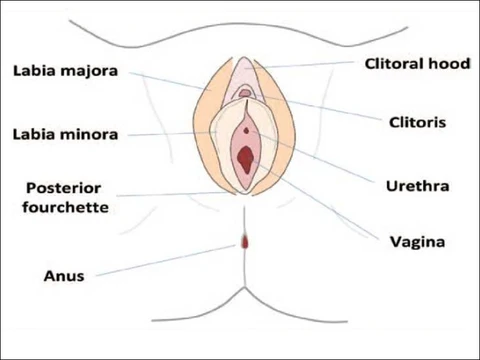 Labia majora
Clitoral hood
Clitoris
Labia minora
Urethra
Posterior
fourchette
Vagina
Anus